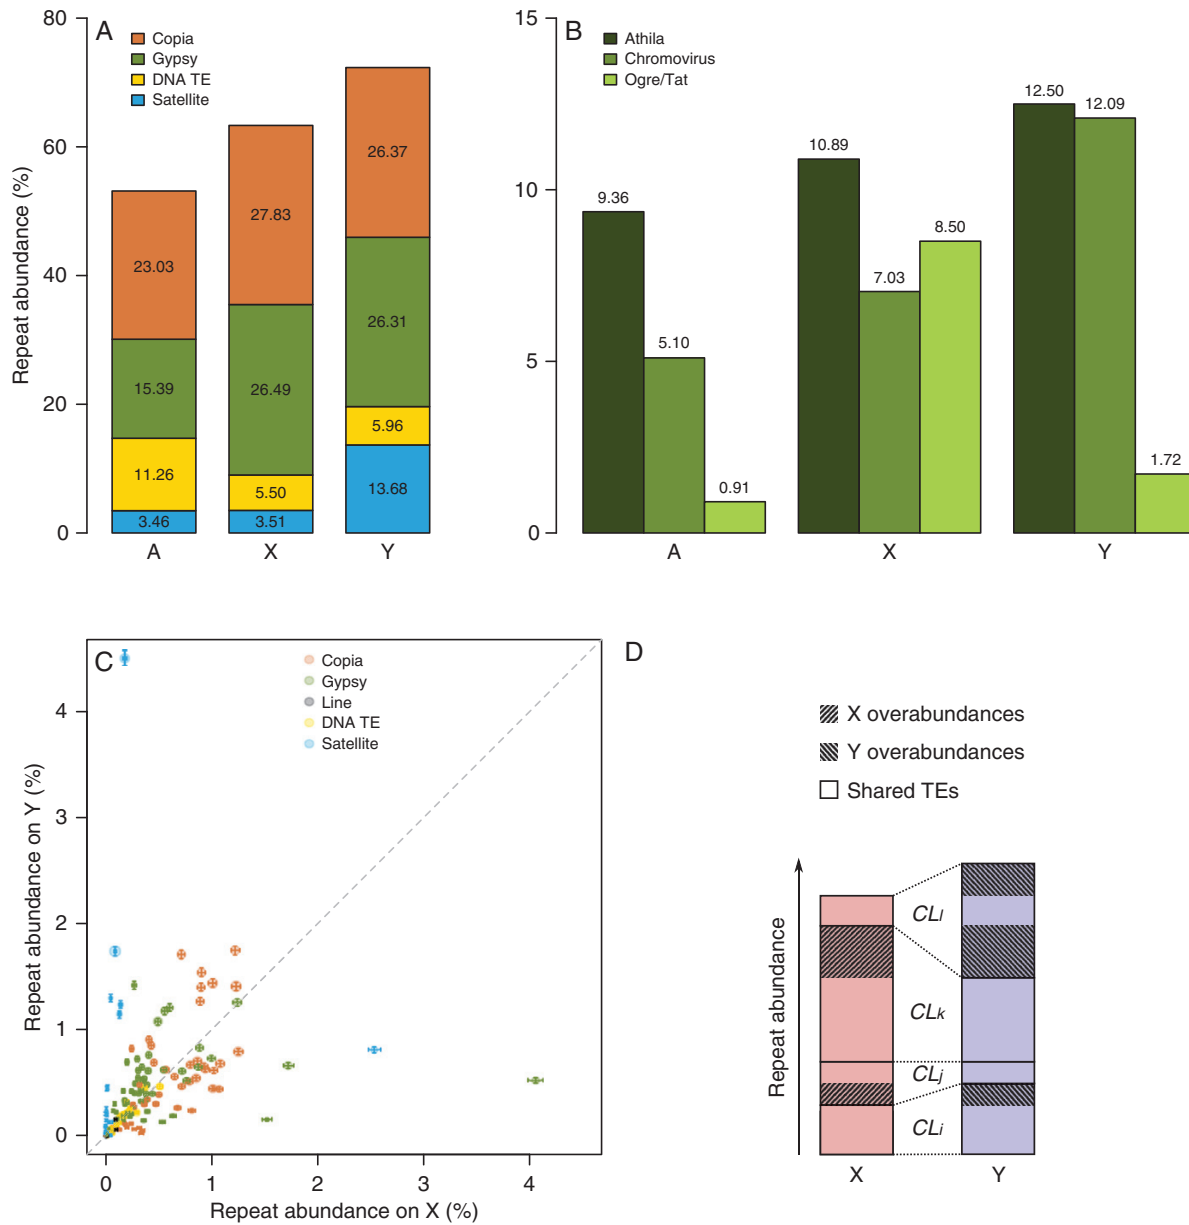 A
Copia
Gypsy
DNA TE
Satellite
Repeat abundance (%)
80
60
40
20
0
23.03
15.39
11.26
3.46
27.83
26.49
5.50
3.51
26.37
26.31
5.96
13.68
A X Y
B
Athila
Chromovirus
Ogre/Tat
15
10
5
0
9.36
5.10
0.91
10.89
7.03
8.50
12.50
12.09
1.72
A X Y
C
Copia
Gypsy
Line
DNA TE
Satellite
Repeat abundance on Y (%)
4
3
2
1
0
0 1 2 3 4
Repeat abundance on X (%)
D
X overabundances
Y overabundances
Shared TEs
Repeat abundance
CLl
CLk
CLj
CLi
X Y